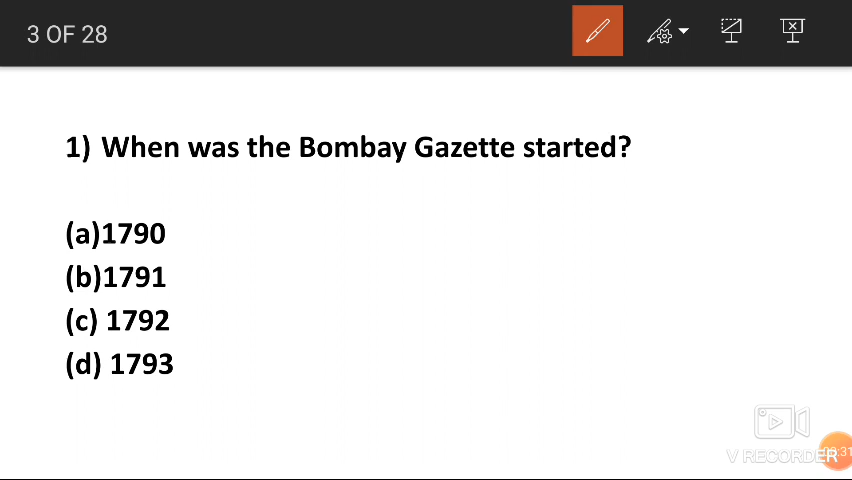 3 OF 28
1) When was the Bombay Gazette started?
(a)1790
(b)1791
(c) 1792
(d) 1793
V RECORDER